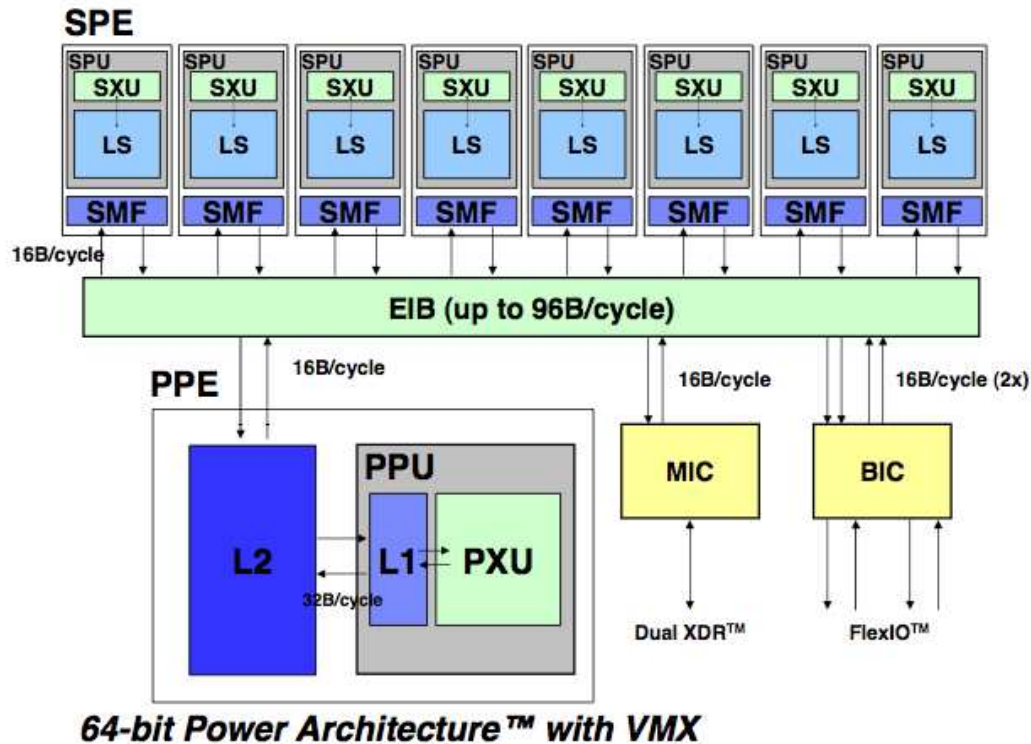 SPE
SPU SPU SPU SPU SPU SPU SPU SPU
SXU SXU SXU SXU SXU SXU SXU SXU
LS LS LS LS LS LS LS LS
SMF SMF SMF SMF SMF SMF SMF SMF
16B/cycle
EIB (up to 96B/cycle)
16B/cycle 16B/cycle 16B/cycle (2x)
PPE
PPU
MIC BIC
L2 L1 PXU
32B/cycle
Dual XDR™ FlexIO™
64-bit Power Architecture™ with VMX